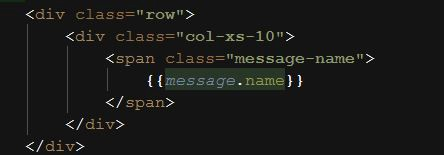 <div class="row">
<div class="col-xs-10">
<span class="message-name">
{{message.name}}
</span>
</div>
</div>